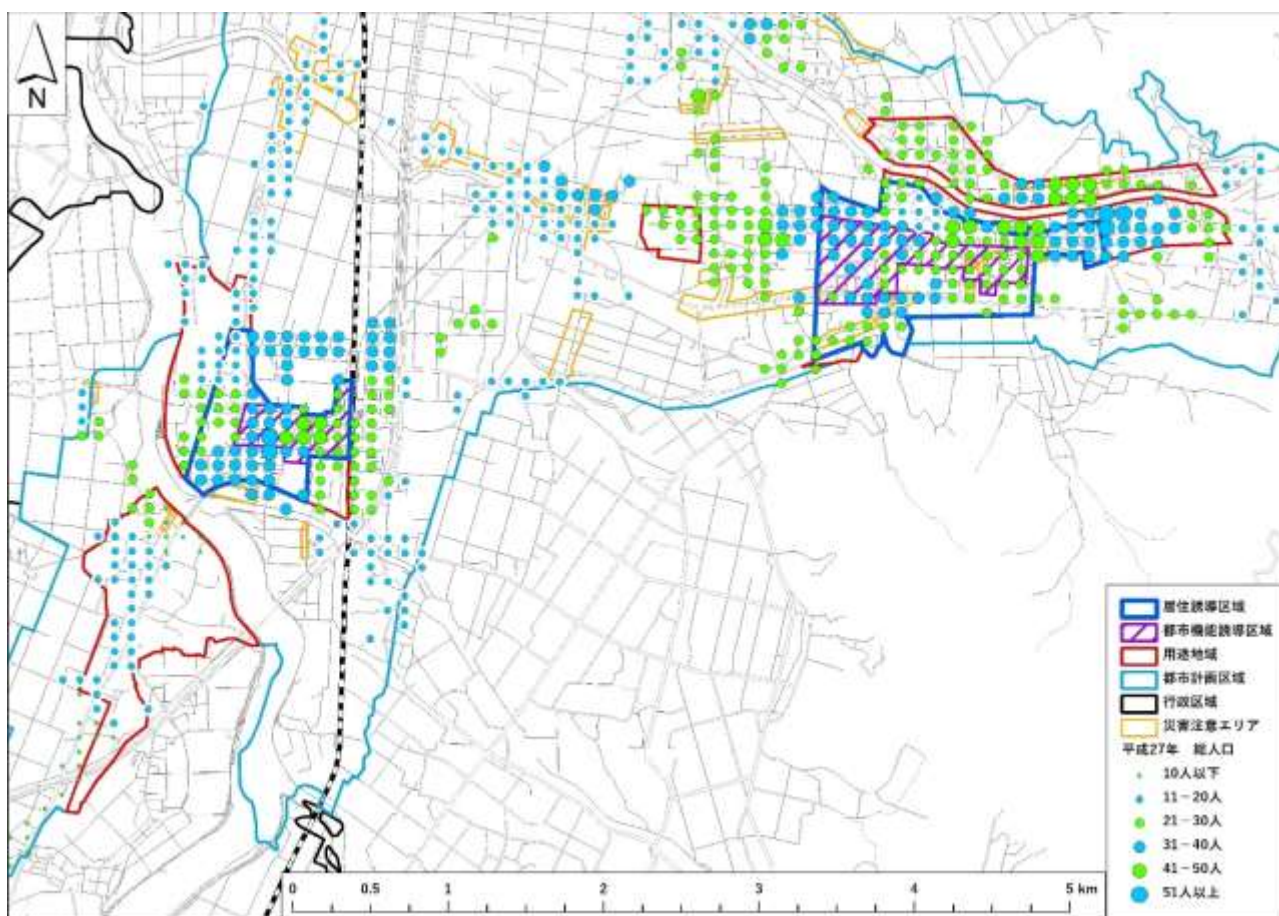 N
居住誘導区域
都市機能誘導区域
用途地域
都市計画区域
行政区域
災害注意エリア
平成27年 総人口
10人以下
11－20人
21－30人
31－40人
41－50人
51人以上
0 0.5 1 2 3 4 5 km